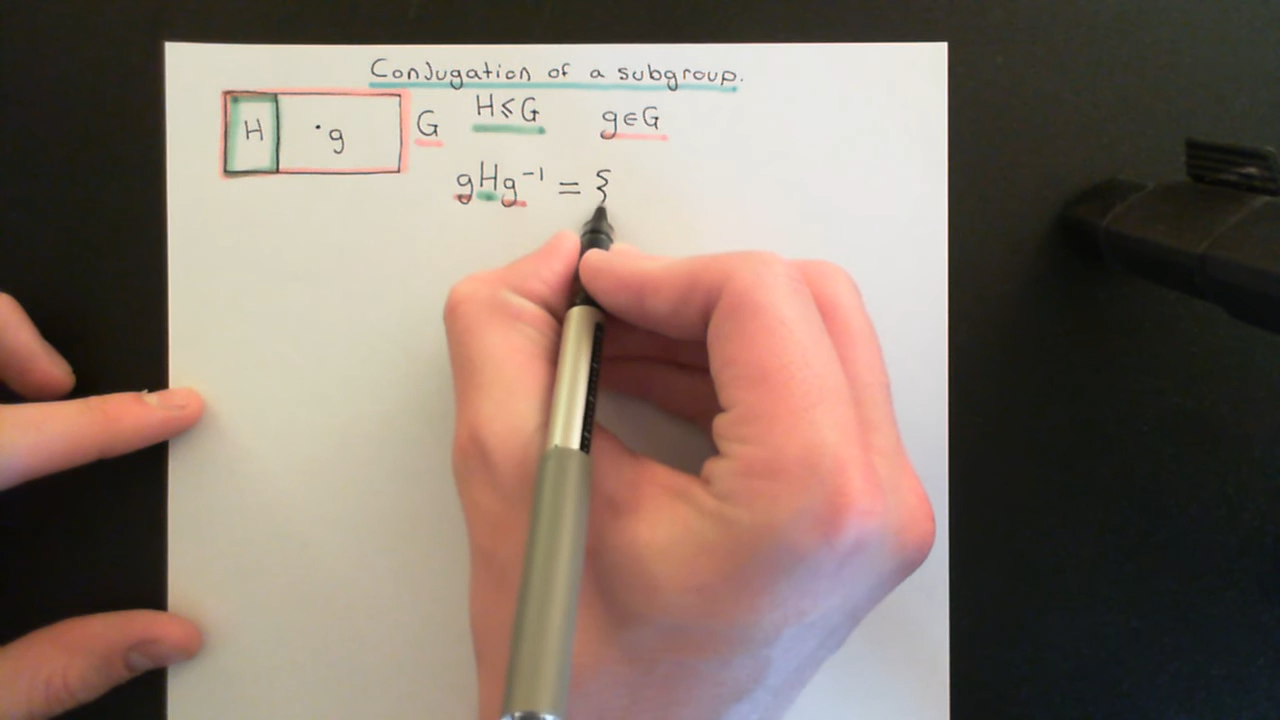 Conjugation of a subgroup.
H · g G H ≤ G g ∈ G
gHg⁻¹ = {